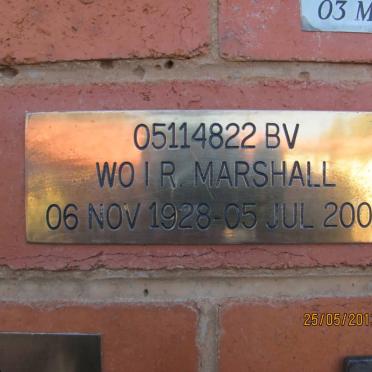 03 M
05114822 BV
WO I R. MARSHALL
06 NOV 1928-05 JUL 200
25/05/201